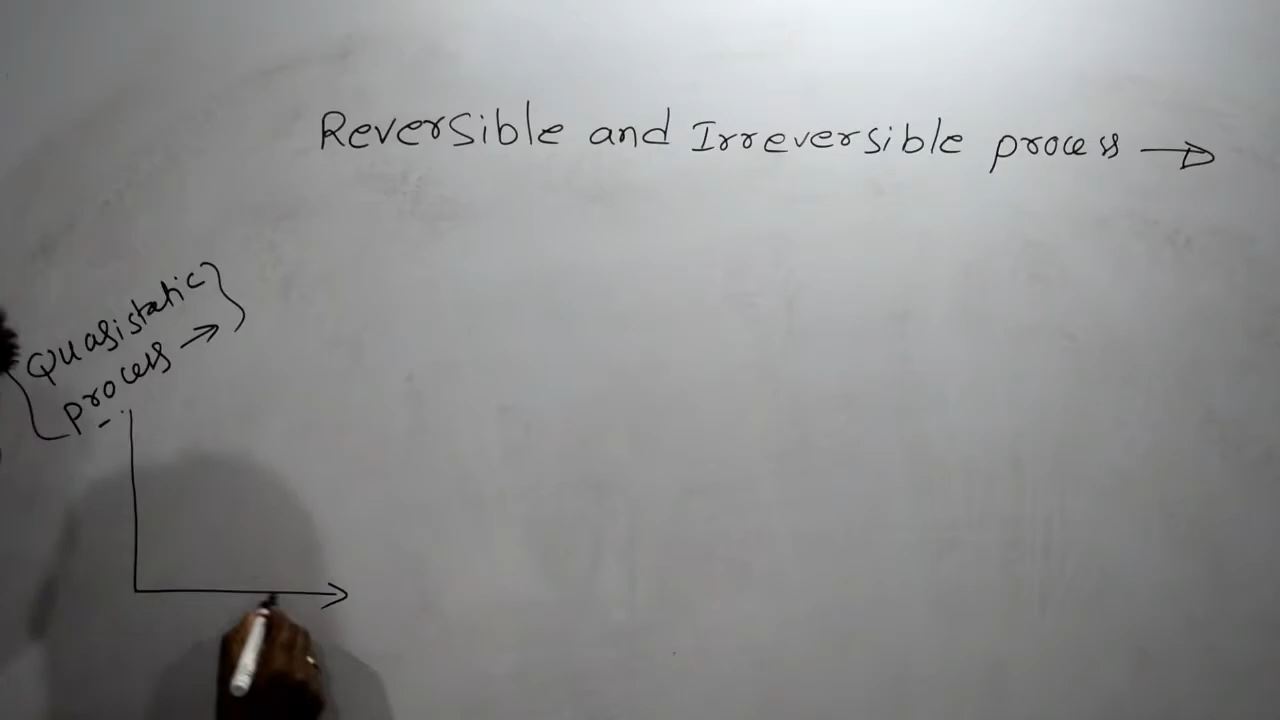 Reversible and Irreversible process →
Quasistatic
process →